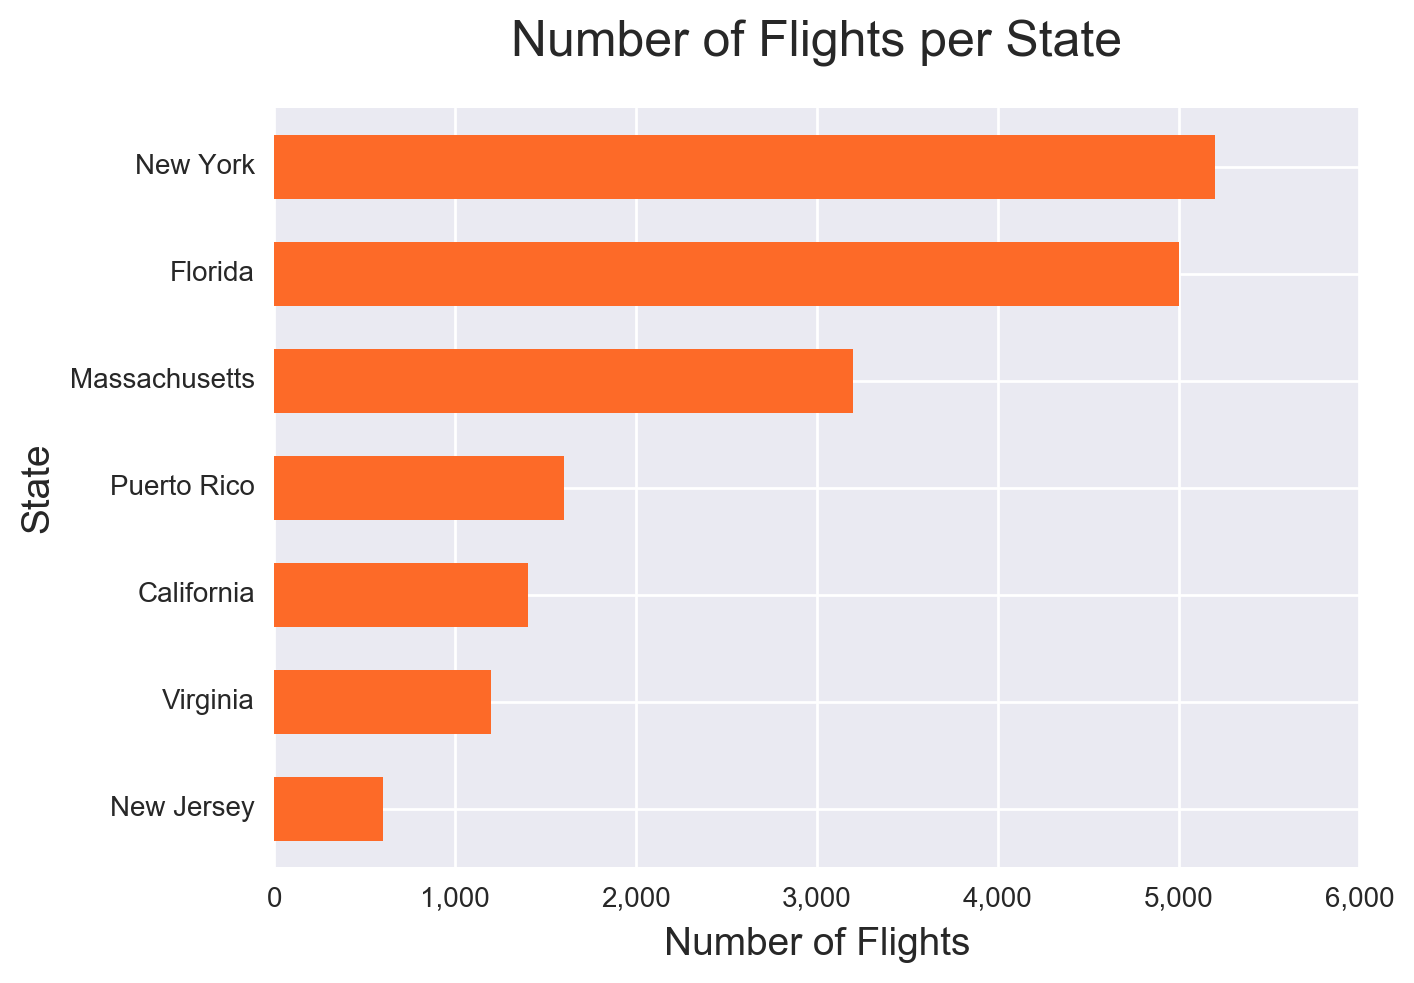 Number of Flights per State
New York
Florida
Massachusetts
Puerto Rico
California
Virginia
New Jersey
State
0 1,000 2,000 3,000 4,000 5,000 6,000
Number of Flights